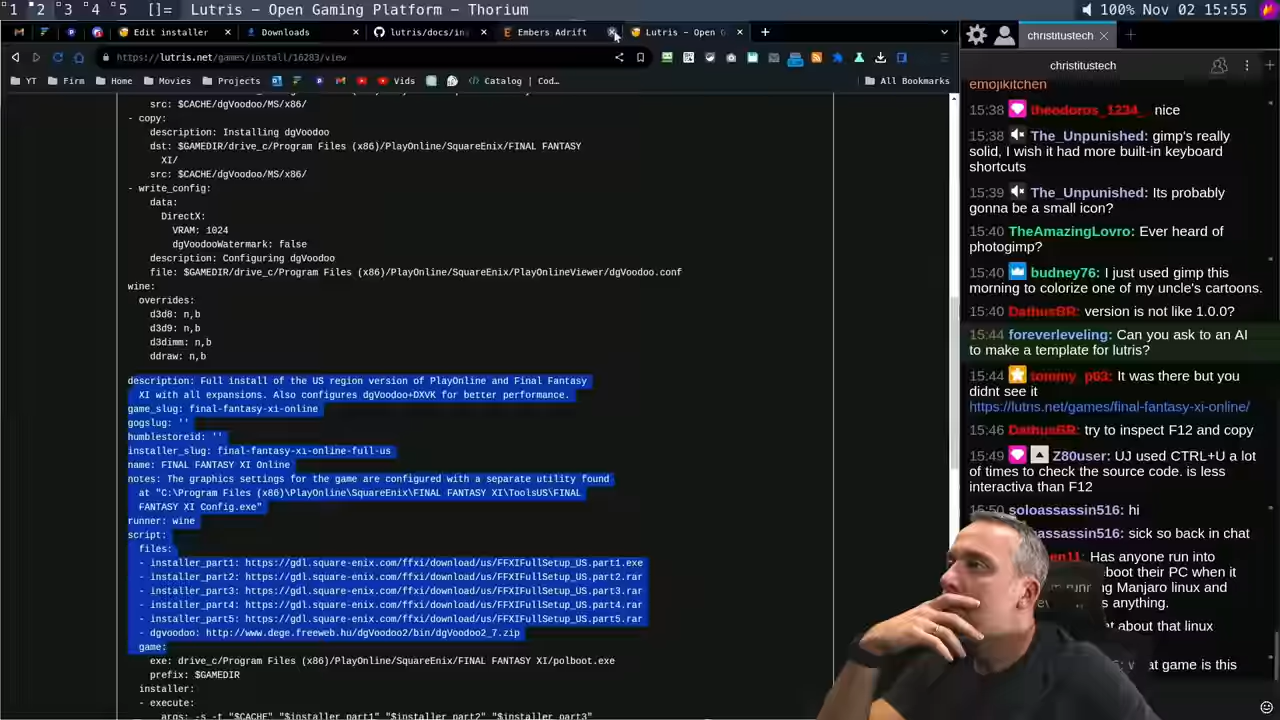 1 2 3 4 5 []= Lutris - Open Gaming Platform - Thorium 100% Nov 02 15:55
Edit installer Downloads lutris/docs/in Embers Adrift Lutris - Open
https://lutris.net/games/install/16283/view
YT Firm Home Movies Projects Vids Catalog | Cod... All Bookmarks
src: $CACHE/dgVoodoo/MS/x86/
- copy:
description: Installing dgVoodoo
dst: $GAMEDIR/drive_c/Program Files (x86)/PlayOnline/SquareEnix/FINAL FANTASY
XI/
src: $CACHE/dgVoodoo/MS/x86/
- write_config:
data:
DirectX:
VRAM: 1024
dgVoodooWatermark: false
description: Configuring dgVoodoo
file: $GAMEDIR/drive_c/Program Files (x86)/PlayOnline/SquareEnix/PlayOnlineViewer/dgVoodoo.conf
wine:
overrides:
d3d8: n,b
d3d9: n,b
d3dimm: n,b
ddraw: n,b
description: Full install of the US region version of PlayOnline and Final Fantasy
XI with all expansions. Also configures dgVoodoo+DXVK for better performance.
game_slug: final-fantasy-xi-online
gogslug: ''
humblestoreid: ''
installer_slug: final-fantasy-xi-online-full-us
name: FINAL FANTASY XI Online
notes: The graphics settings for the game are configured with a separate utility found
at "C:\Program Files (x86)\PlayOnline\SquareEnix\FINAL FANTASY XI\ToolsUS\FINAL
FANTASY XI Config.exe"
runner: wine
script:
files:
- installer_part1: https://gdl.square-enix.com/ffxi/download/us/FFXIFullSetup_US.part1.exe
- installer_part2: https://gdl.square-enix.com/ffxi/download/us/FFXIFullSetup_US.part2.rar
- installer_part3: https://gdl.square-enix.com/ffxi/download/us/FFXIFullSetup_US.part3.rar
- installer_part4: https://gdl.square-enix.com/ffxi/download/us/FFXIFullSetup_US.part4.rar
- installer_part5: https://gdl.square-enix.com/ffxi/download/us/FFXIFullSetup_US.part5.rar
- dgvoodoo: http://www.dege.freeweb.hu/dgVoodoo2/bin/dgVoodoo2_7.zip
game:
exe: drive_c/Program Files (x86)/PlayOnline/SquareEnix/FINAL FANTASY XI/polboot.exe
prefix: $GAMEDIR
installer:
- execute:
args: -s -t "$CACHE" "$installer_part1" "$installer_part2" "$installer_part3"
christitustech
christitustech
emojikitchen
15:38 theodoros_1234_ nice
15:38 The_Unpunished: gimp's really
solid, I wish it had more built-in keyboard
shortcuts
15:39 The_Unpunished: Its probably
gonna be a small icon?
15:40 TheAmazingLovro: Ever heard of
photogimp?
15:40 budney76: I just used gimp this
morning to colorize one of my uncle's cartoons.
15:40 DathusBR: version is not like 1.0.0?
15:44 foreverleveling: Can you ask to an AI
to make a template for lutris?
15:44 tommy_p63: It was there but you
didnt see it
https://lutris.net/games/final-fantasy-xi-online/
15:46 DathusBR: try to inspect F12 and copy
15:49 Z80user: UJ used CTRL+U a lot
of times to check the source code. is less
interactiva than F12
15:50 soloassassin516: hi
assassin516: sick so back in chat
Has anyone run into
eboot their PC when it
running Manjaro linux and
s anything.
at about that linux
at game is this